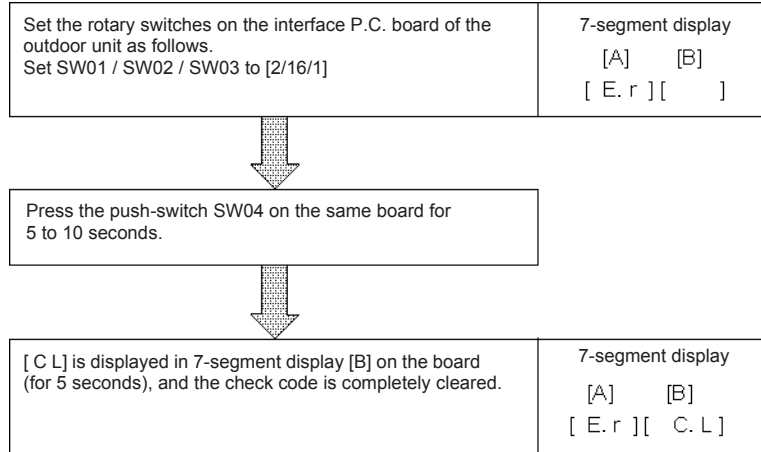 Set the rotary switches on the interface P.C. board of the
outdoor unit as follows.
Set SW01 / SW02 / SW03 to [2/16/1]
7-segment display
[A] [B]
[ E. r ] [ ]
Press the push-switch SW04 on the same board for
5 to 10 seconds.
[ C L] is displayed in 7-segment display [B] on the board
(for 5 seconds), and the check code is completely cleared.
7-segment display
[A] [B]
[ E. r ] [ C. L ]